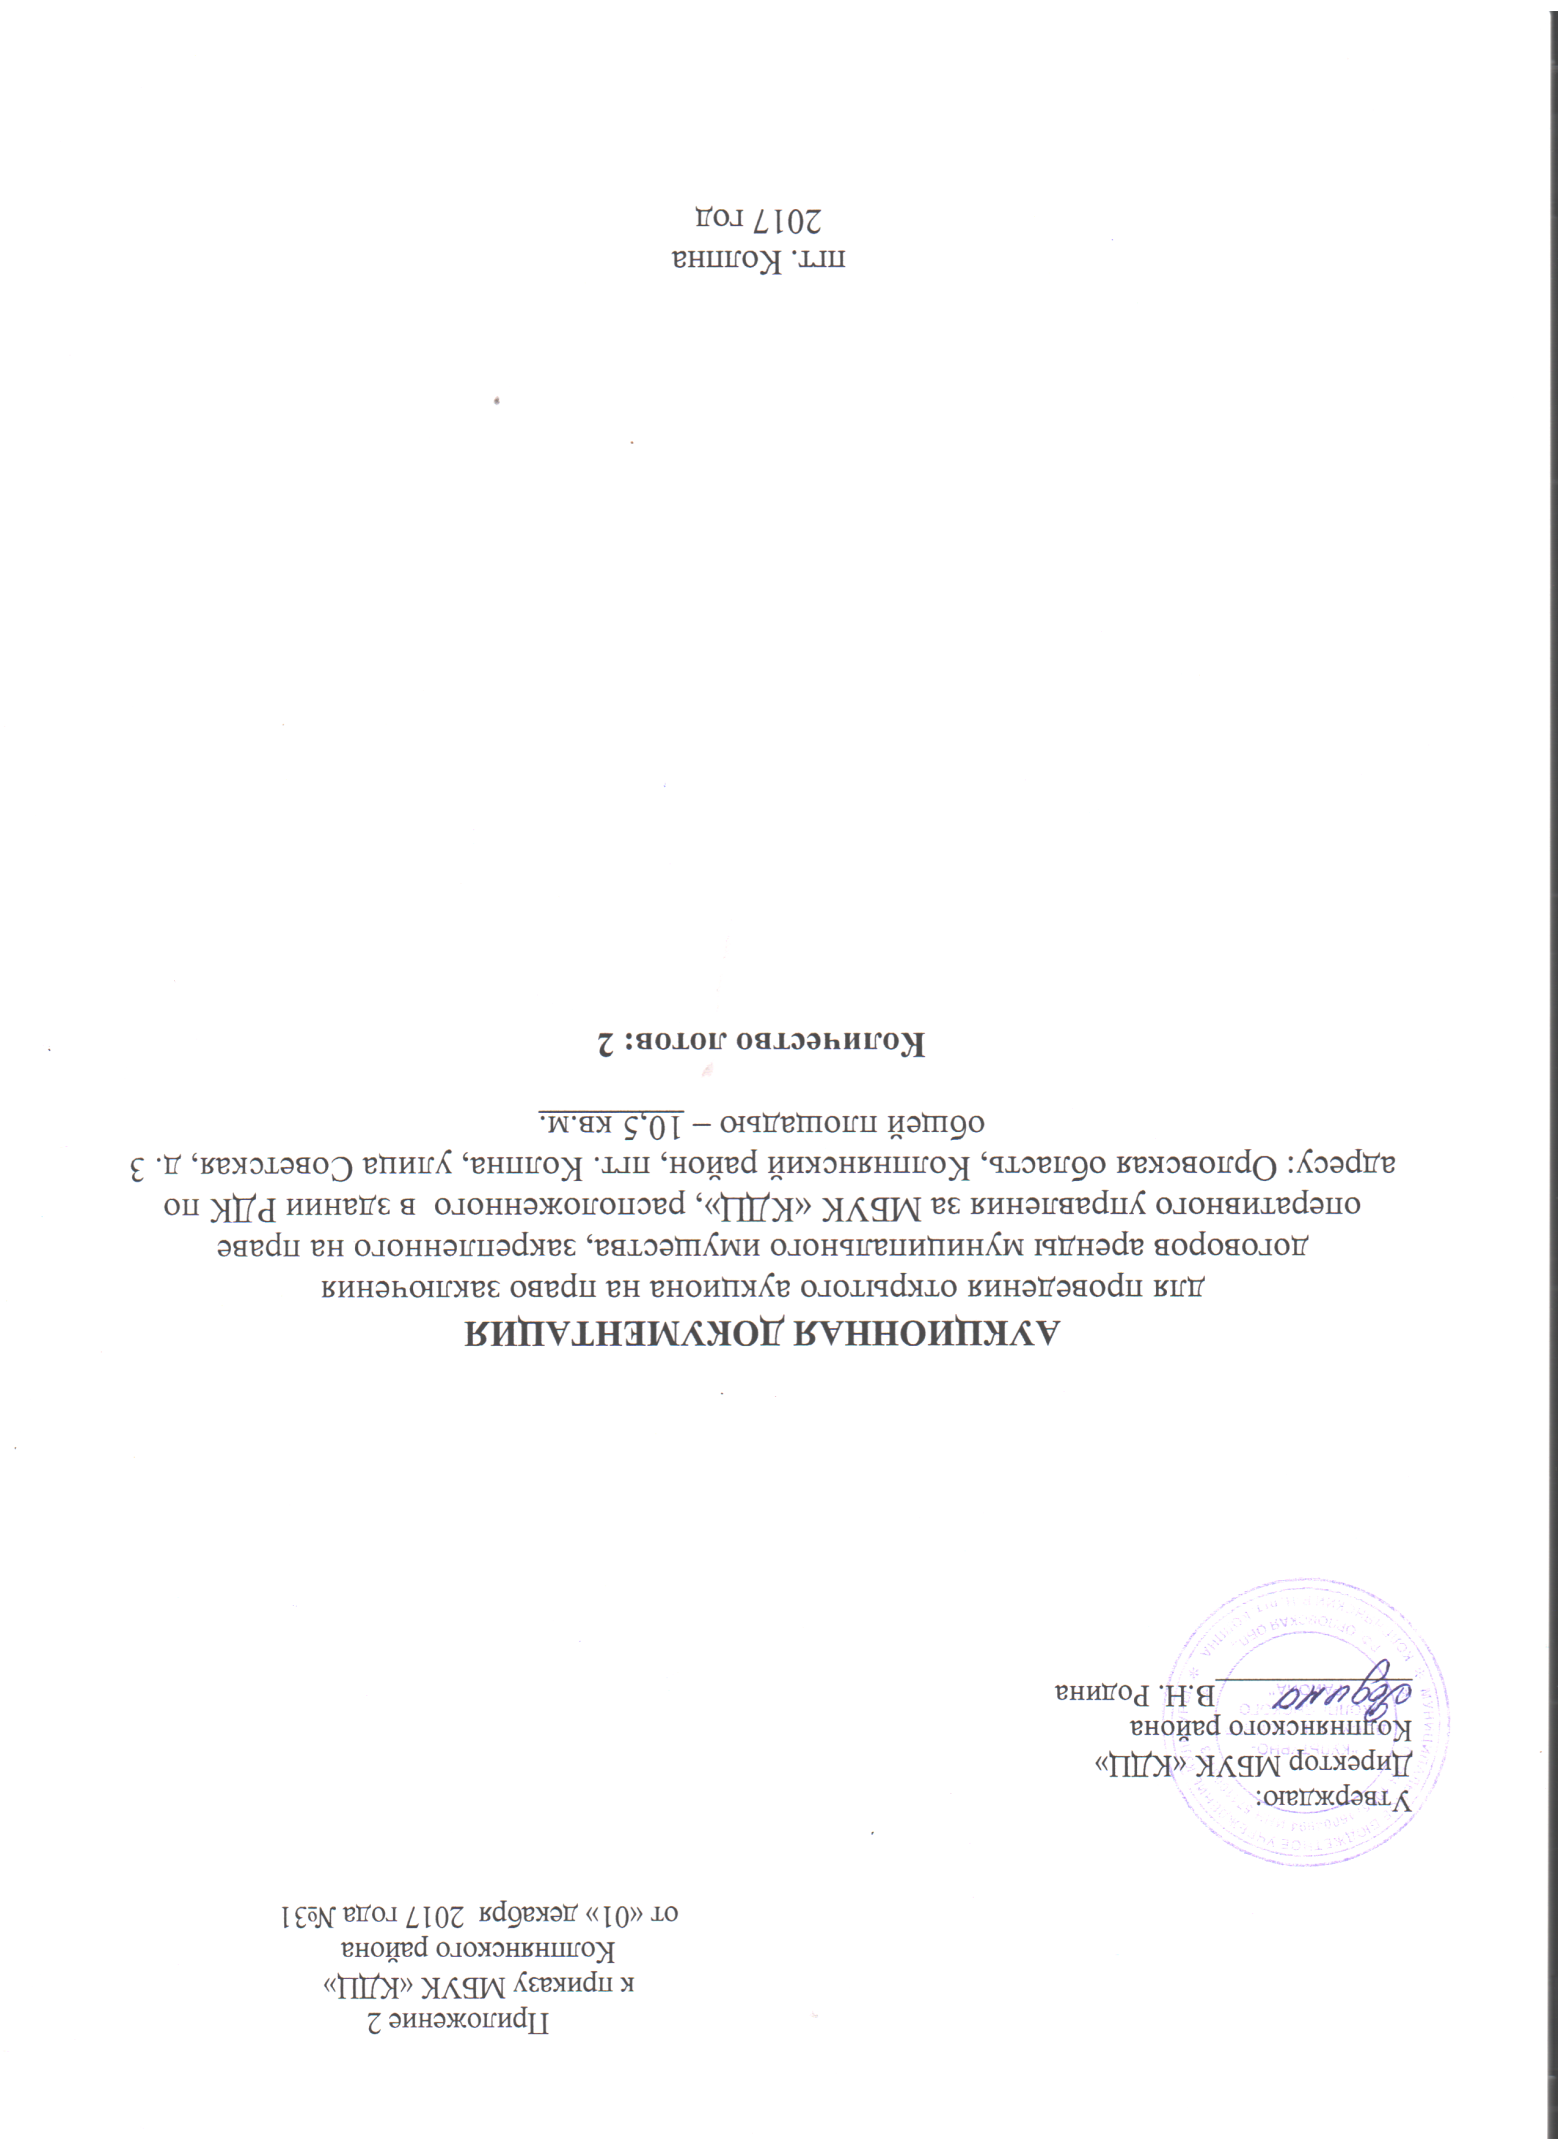 Приложение 2
к приказу МБУК «КДЦ»
Колпнянского района
от «01» декабря 2017 года №31
Утверждаю:
Директор МБУК «КДЦ»
Колпнянского района
Родина В.Н. Родина
АУКЦИОННАЯ ДОКУМЕНТАЦИЯ
для проведения открытого аукциона на право заключения
договоров аренды муниципального имущества, закрепленного на праве
оперативного управления за МБУК «КДЦ», расположенного в здании РДК по
адресу: Орловская область, Колпнянский район, пгт. Колпна, улица Советская, д. 3
общей площадью – 10,5 кв.м.
Количество лотов: 2
пгт. Колпна
2017 год